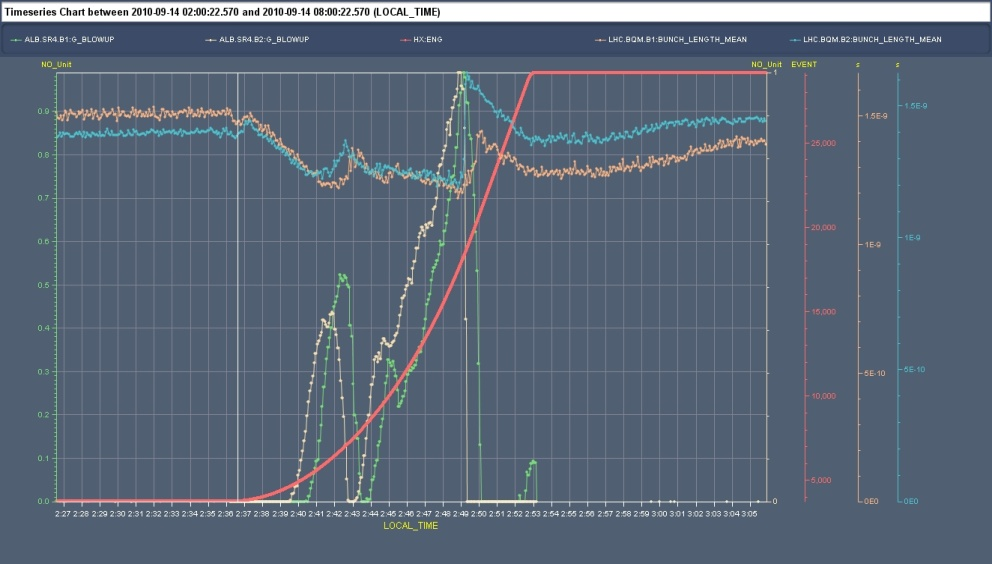 Timeseries Chart between 2010-09-14 02:00:22.570 and 2010-09-14 08:00:22.570 (LOCAL_TIME)
ALB.SR4.B1:G_BLOWUP ALB.SR4.B2:G_BLOWUP HX:ENG LHC.BQM.B1:BUNCH_LENGTH_MEAN LHC.BQM.B2:BUNCH_LENGTH_MEAN
NO_Unit NO_Unit EVENT s s
1
0.9 1.5E-9 1.5E-9
25,000
0.8
0.7
20,000
0.6 1E-9 1E-9
0.5
15,000
0.4
0.3 5E-10 5E-10
10,000
0.2
0.1
5,000
0.0 0 0E0 0E0
2:27 2:28 2:29 2:30 2:31 2:32 2:33 2:34 2:35 2:36 2:37 2:38 2:39 2:40 2:41 2:42 2:43 2:44 2:45 2:46 2:47 2:48 2:49 2:50 2:51 2:52 2:53 2:54 2:55 2:56 2:57 2:58 2:59 3:00 3:01 3:02 3:03 3:04 3:05
LOCAL_TIME